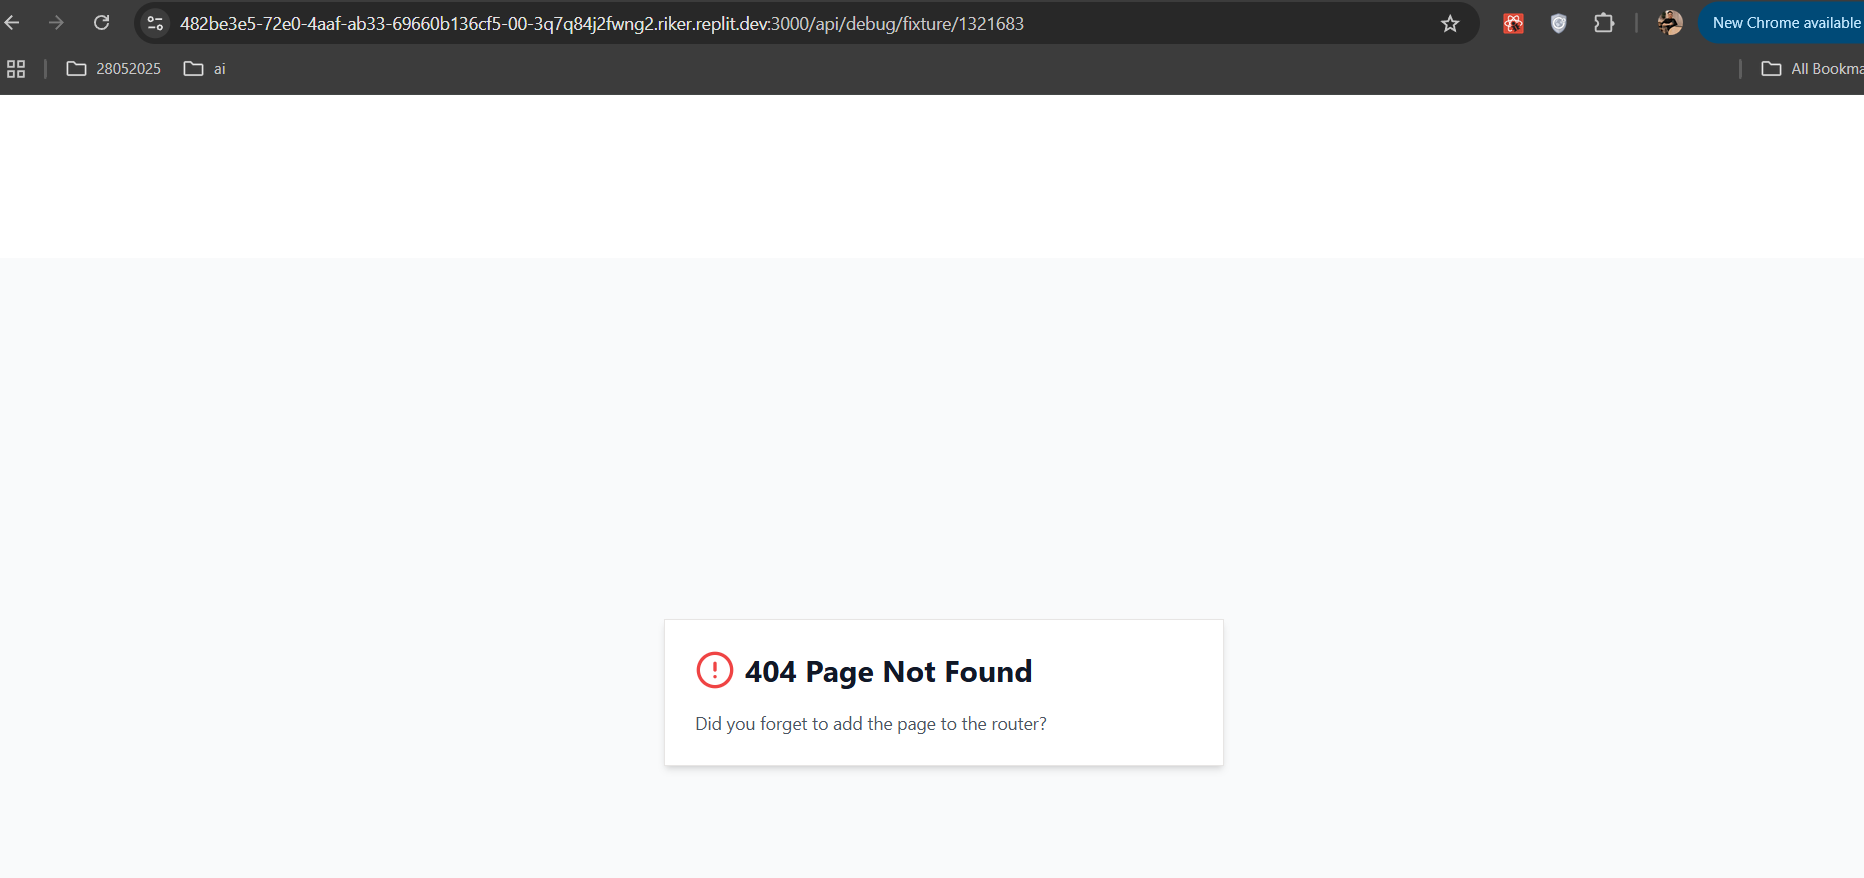 482be3e5-72e0-4aaf-ab33-69660b136cf5-00-3q7q84j2fwng2.riker.replit.dev:3000/api/debug/fixture/1321683
New Chrome available
28052025
ai
All Bookma
404 Page Not Found
Did you forget to add the page to the router?